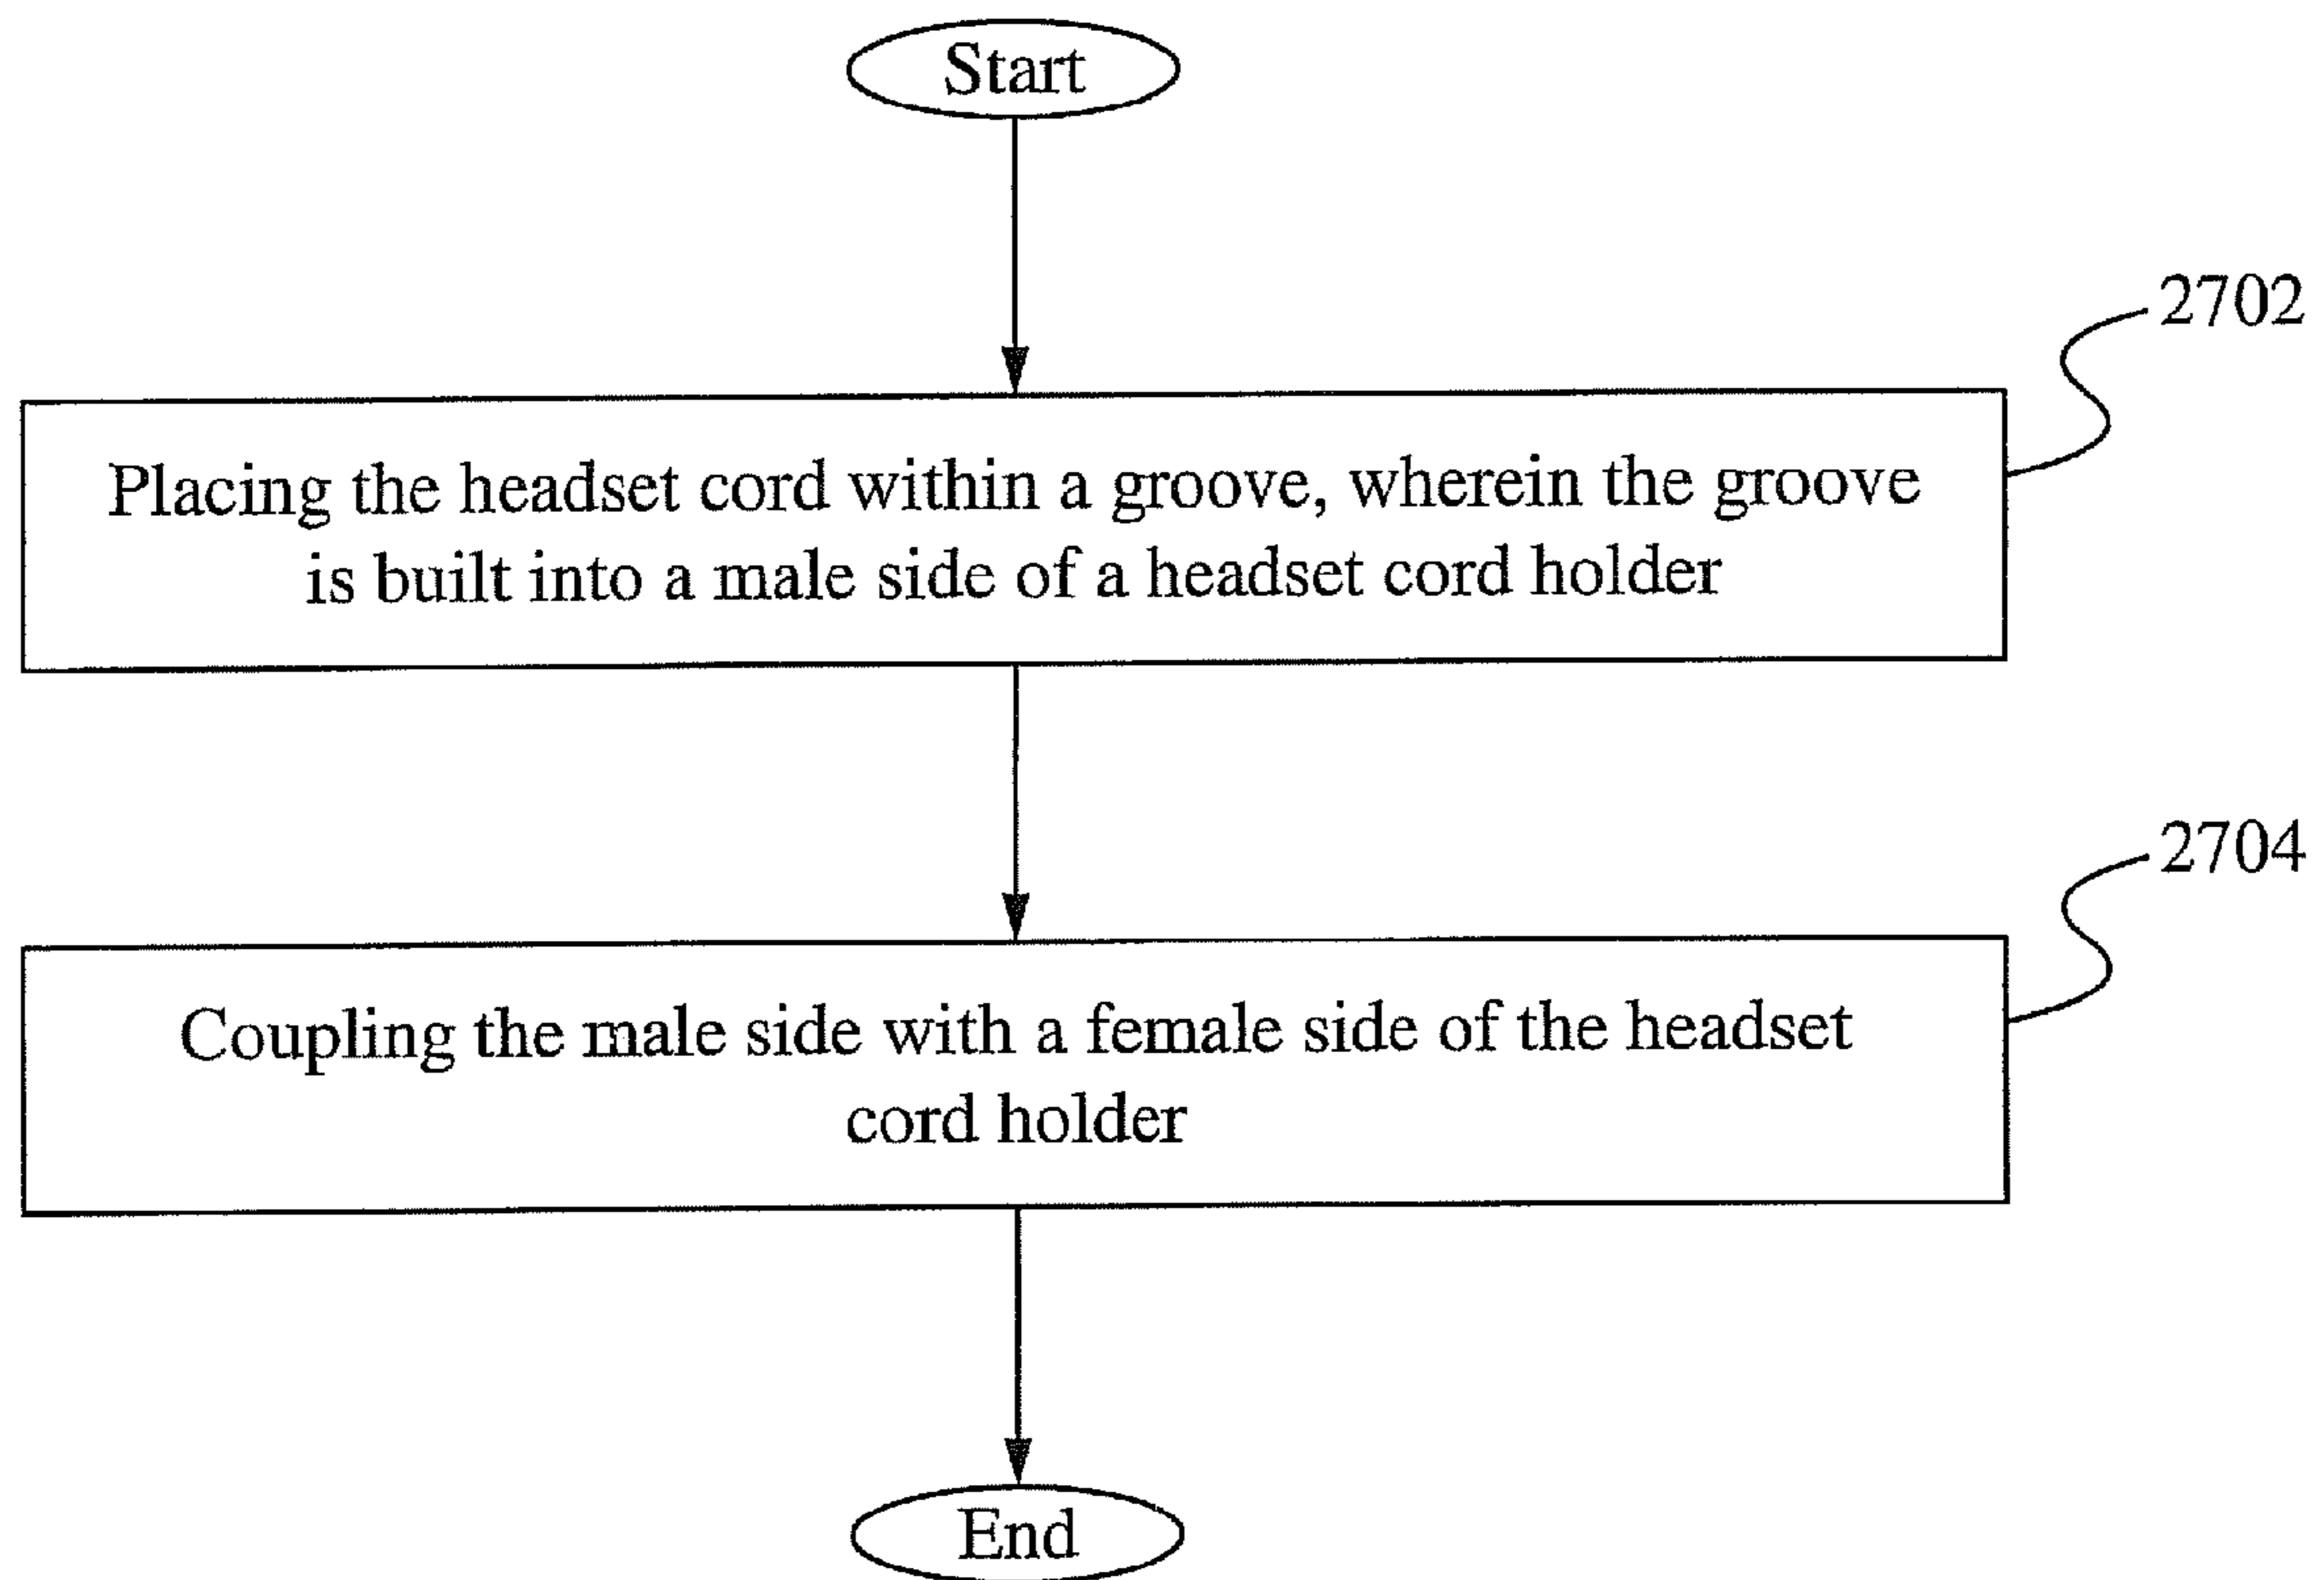 Start
2702
Placing the headset cord within a groove, wherein the groove
is built into a male side of a headset cord holder
2704
Coupling the male side with a female side of the headset
cord holder
End